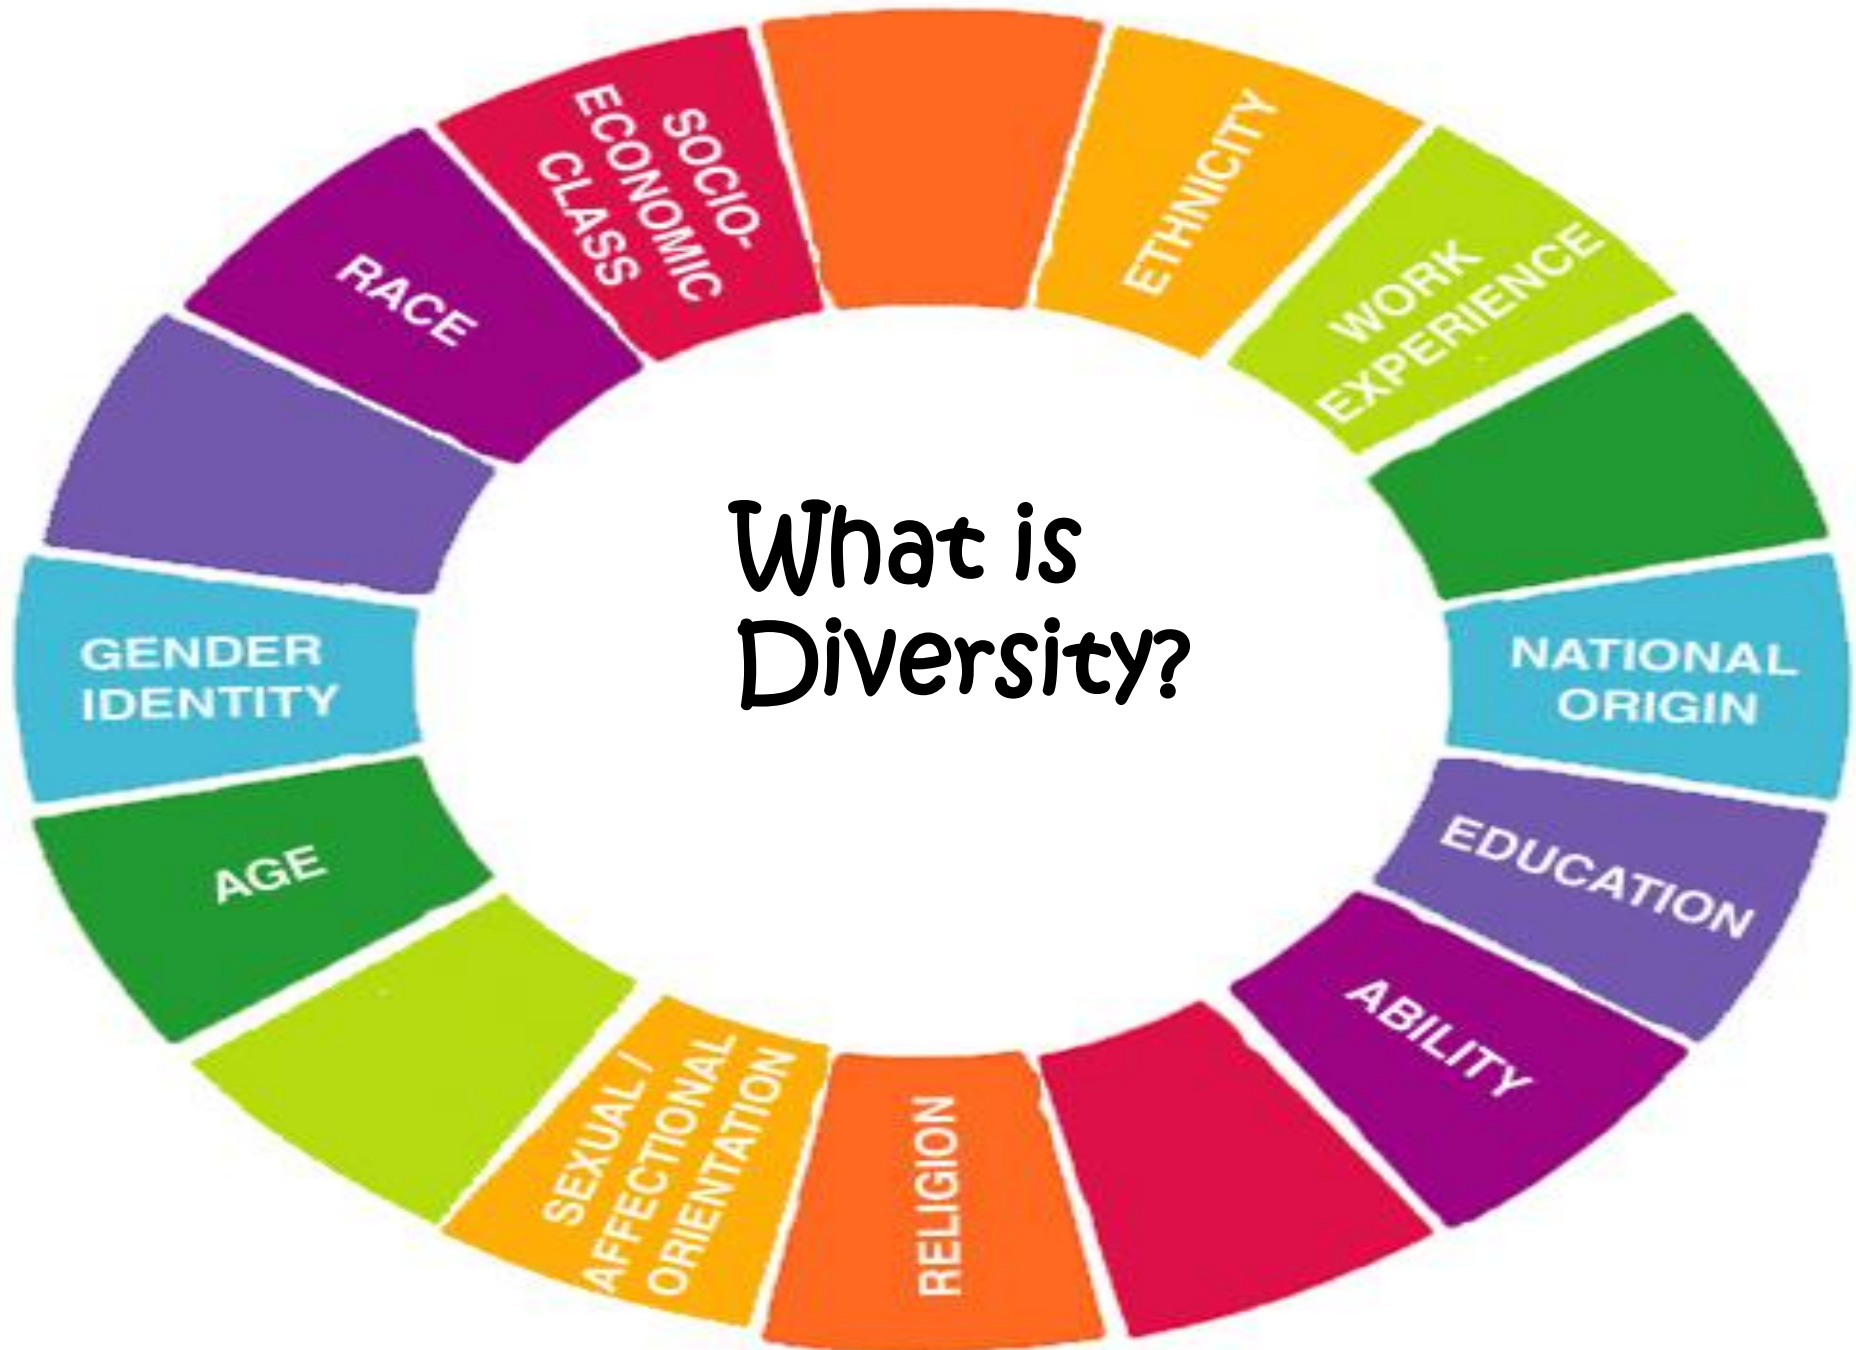 SOCIO-
ECONOMIC
CLASS
ETHNICITY
WORK
EXPERIENCE
RACE
What is
Diversity?
GENDER
IDENTITY
NATIONAL
ORIGIN
AGE
EDUCATION
ABILITY
SEXUAL /
AFFECTIONAL
ORIENTATION
RELIGION